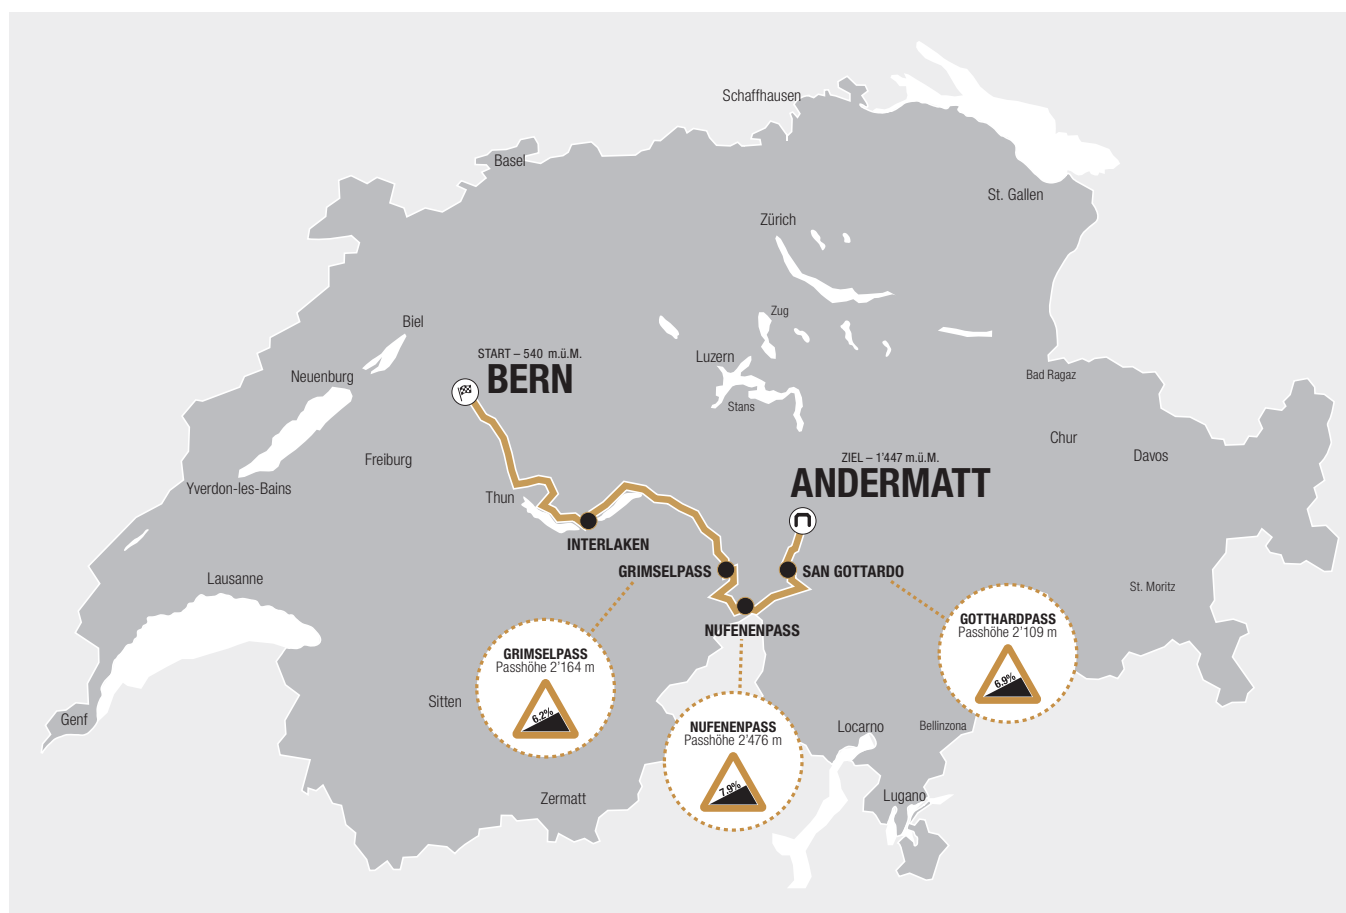 Schaffhausen
Basel
St. Gallen
Zürich
Zug
Biel
Luzern
START – 540 m.ü.M.
BERN
Neuenburg
Bad Ragaz
Stans
Chur
Davos
Freiburg
ZIEL – 1'447 m.ü.M.
ANDERMATT
Yverdon-les-Bains
Thun
INTERLAKEN
GRIMSELPASS
SAN GOTTARDO
Lausanne
St. Moritz
NUFENENPASS
GOTTHARDPASS
Passhöhe 2'109 m
6.9%
GRIMSELPASS
Passhöhe 2'164 m
6.2%
Sitten
Genf
NUFENENPASS
Passhöhe 2'476 m
7.9%
Locarno
Bellinzona
Zermatt
Lugano